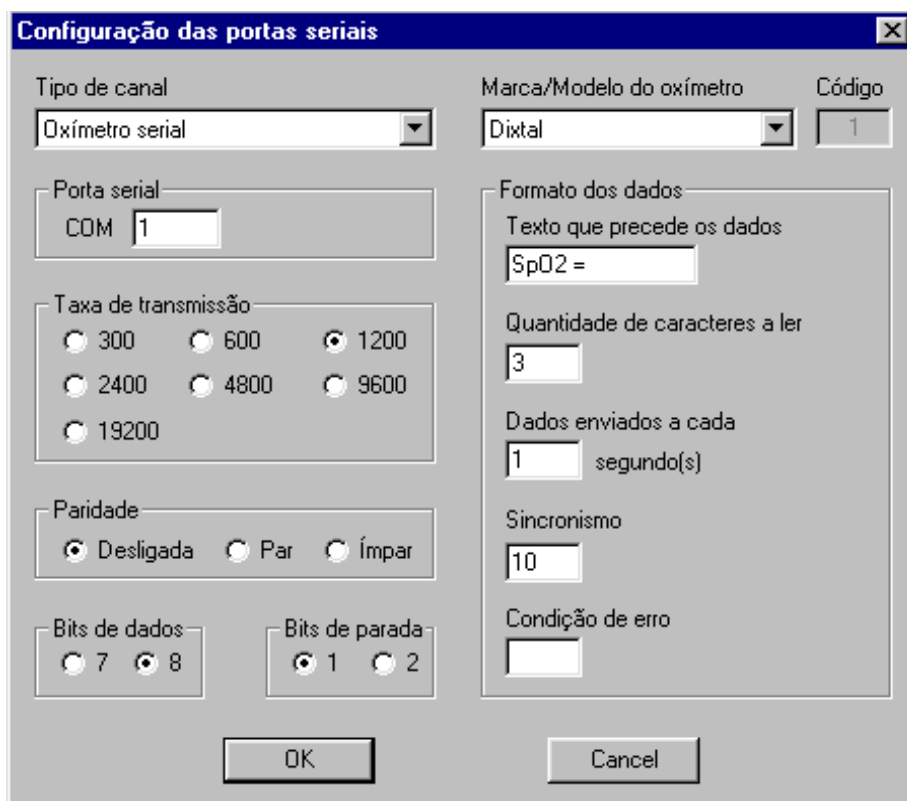 Configuração das portas seriais
Tipo de canal
Oxímetro serial
Marca/Modelo do oxímetro
Código
Dixtal
1
Porta serial
COM 1
Taxa de transmissão
300 600 1200
2400 4800 9600
19200
Paridade
Desligada Par Ímpar
Bits de dados
7 8
Bits de parada
1 2
Formato dos dados
Texto que precede os dados
SpO2 =
Quantidade de caracteres a ler
3
Dados enviados a cada
1 segundo(s)
Sincronismo
10
Condição de erro
OK
Cancel